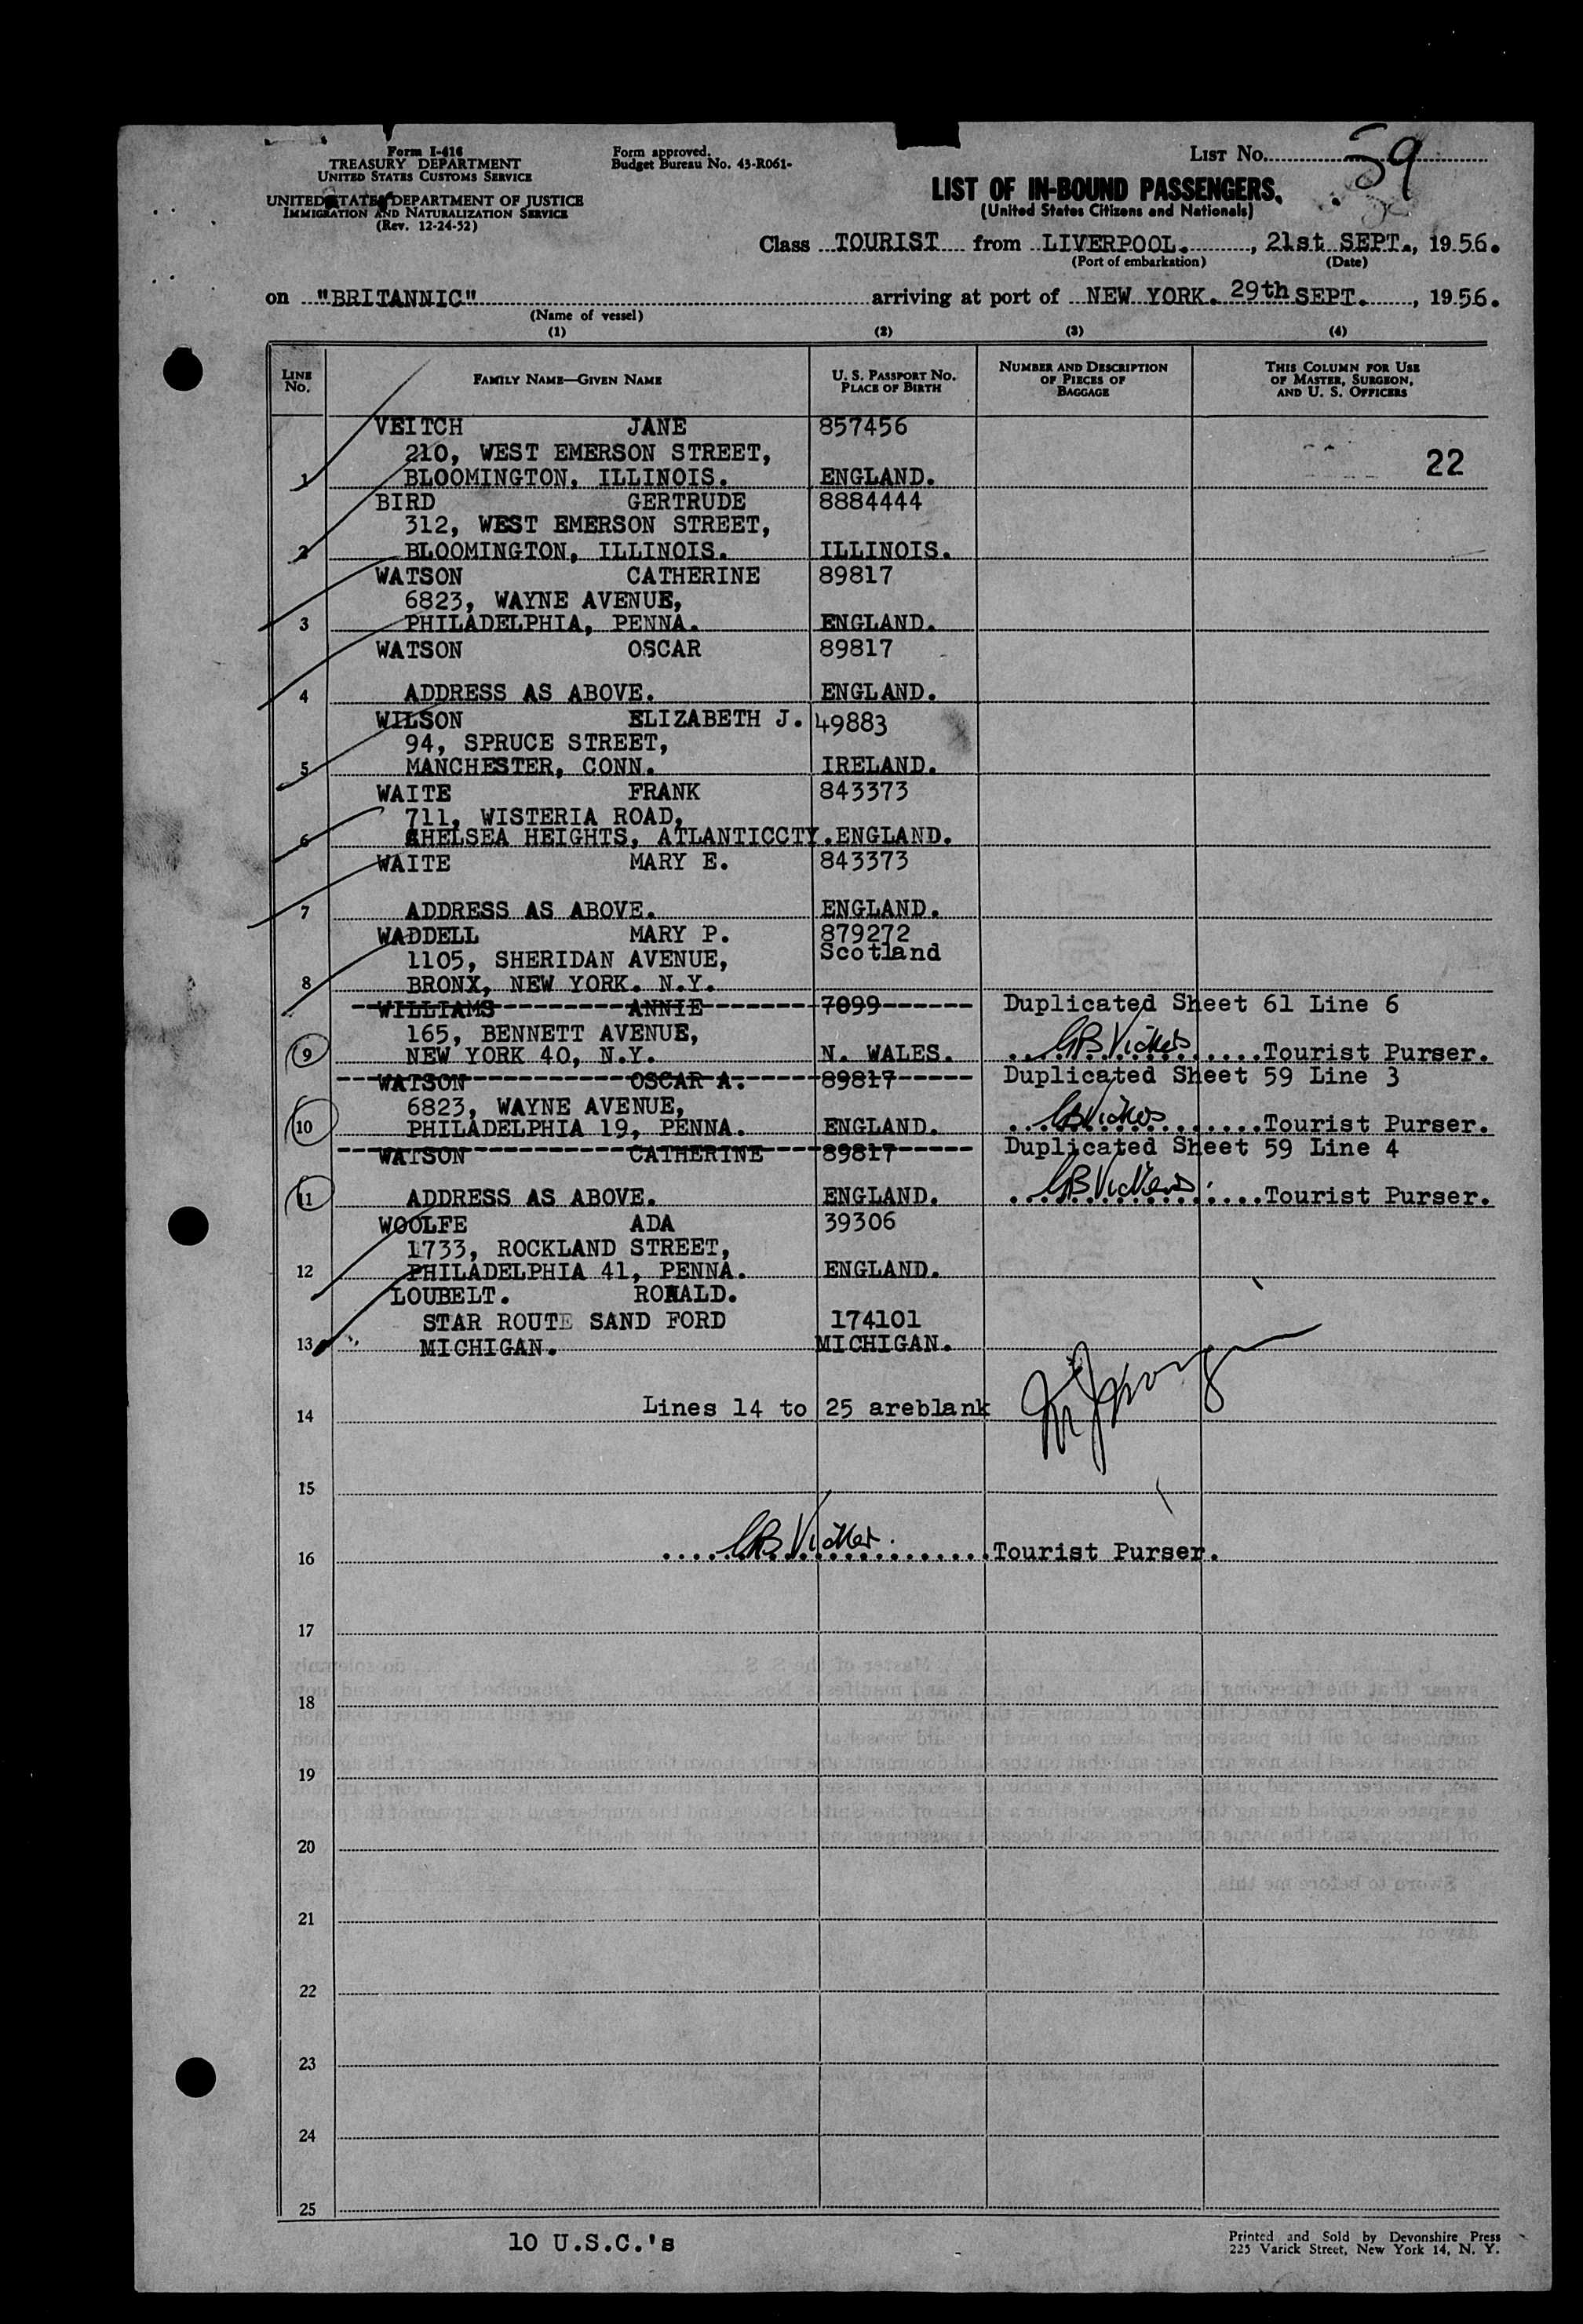 Form I-416
TREASURY DEPARTMENT
UNITED STATES CUSTOMS SERVICE
UNITED STATES DEPARTMENT OF JUSTICE
IMMIGRATION AND NATURALIZATION SERVICE
(Rev. 12-24-52)
Form approved.
Budget Bureau No. 43-R061-
LIST No. 59
LIST OF IN-BOUND PASSENGERS.
(United States Citizens and Nationals)
Class TOURIST from LIVERPOOL., 21st SEPT., 1956.
(Port of embarkation) (Date)
on "BRITANNIC" arriving at port of NEW YORK. 29th SEPT., 1956.
(Name of vessel)
(1) (2) (3) (4)
LINE No. FAMILY NAME—GIVEN NAME U. S. PASSPORT NO. PLACE OF BIRTH NUMBER AND DESCRIPTION OF PIECES OF BAGGAGE THIS COLUMN FOR USE OF MASTER, SURGEON, AND U. S. OFFICERS
VEITCH JANE 857456
210, WEST EMERSON STREET, 22
1 BLOOMINGTON, ILLINOIS. ENGLAND.
BIRD GERTRUDE 8884444
312, WEST EMERSON STREET,
2 BLOOMINGTON, ILLINOIS. ILLINOIS.
WATSON CATHERINE 89817
6823, WAYNE AVENUE,
3 PHILADELPHIA, PENNA. ENGLAND.
WATSON OSCAR 89817
4 ADDRESS AS ABOVE. ENGLAND.
WILSON ELIZABETH J. 49883
94, SPRUCE STREET,
5 MANCHESTER, CONN. IRELAND.
WAITE FRANK 843373
711, WISTERIA ROAD,
6 CHELSEA HEIGHTS, ATLANTICCTY. ENGLAND.
WAITE MARY E. 843373
7 ADDRESS AS ABOVE. ENGLAND.
WADDELL MARY P. 879272
1105, SHERIDAN AVENUE, Scotland
8 BRONX, NEW YORK. N.Y.
WILLIAMS ANNIE 7099 Duplicated Sheet 61 Line 6
165, BENNETT AVENUE,
9 NEW YORK 40, N.Y. N. WALES. GB Vickers Tourist Purser.
WATSON OSCAR A. 89817 Duplicated Sheet 59 Line 3
6823, WAYNE AVENUE,
10 PHILADELPHIA 19, PENNA. ENGLAND. GB Vickers Tourist Purser.
WATSON CATHERINE 89817 Duplicated Sheet 59 Line 4
11 ADDRESS AS ABOVE. ENGLAND. GB Vickers Tourist Purser.
WOOLFE ADA 39306
1733, ROCKLAND STREET,
12 PHILADELPHIA 41, PENNA. ENGLAND.
LOUBELT. RONALD.
STAR ROUTE SAND FORD 174101
13 MICHIGAN. MICHIGAN.
14 Lines 14 to 25 areblank
15
16 GB Vickers Tourist Purser.
17
18
19
20
21
22
23
24
25
10 U.S.C.'s
Printed and Sold by Devonshire Press
225 Varick Street, New York 14, N. Y.